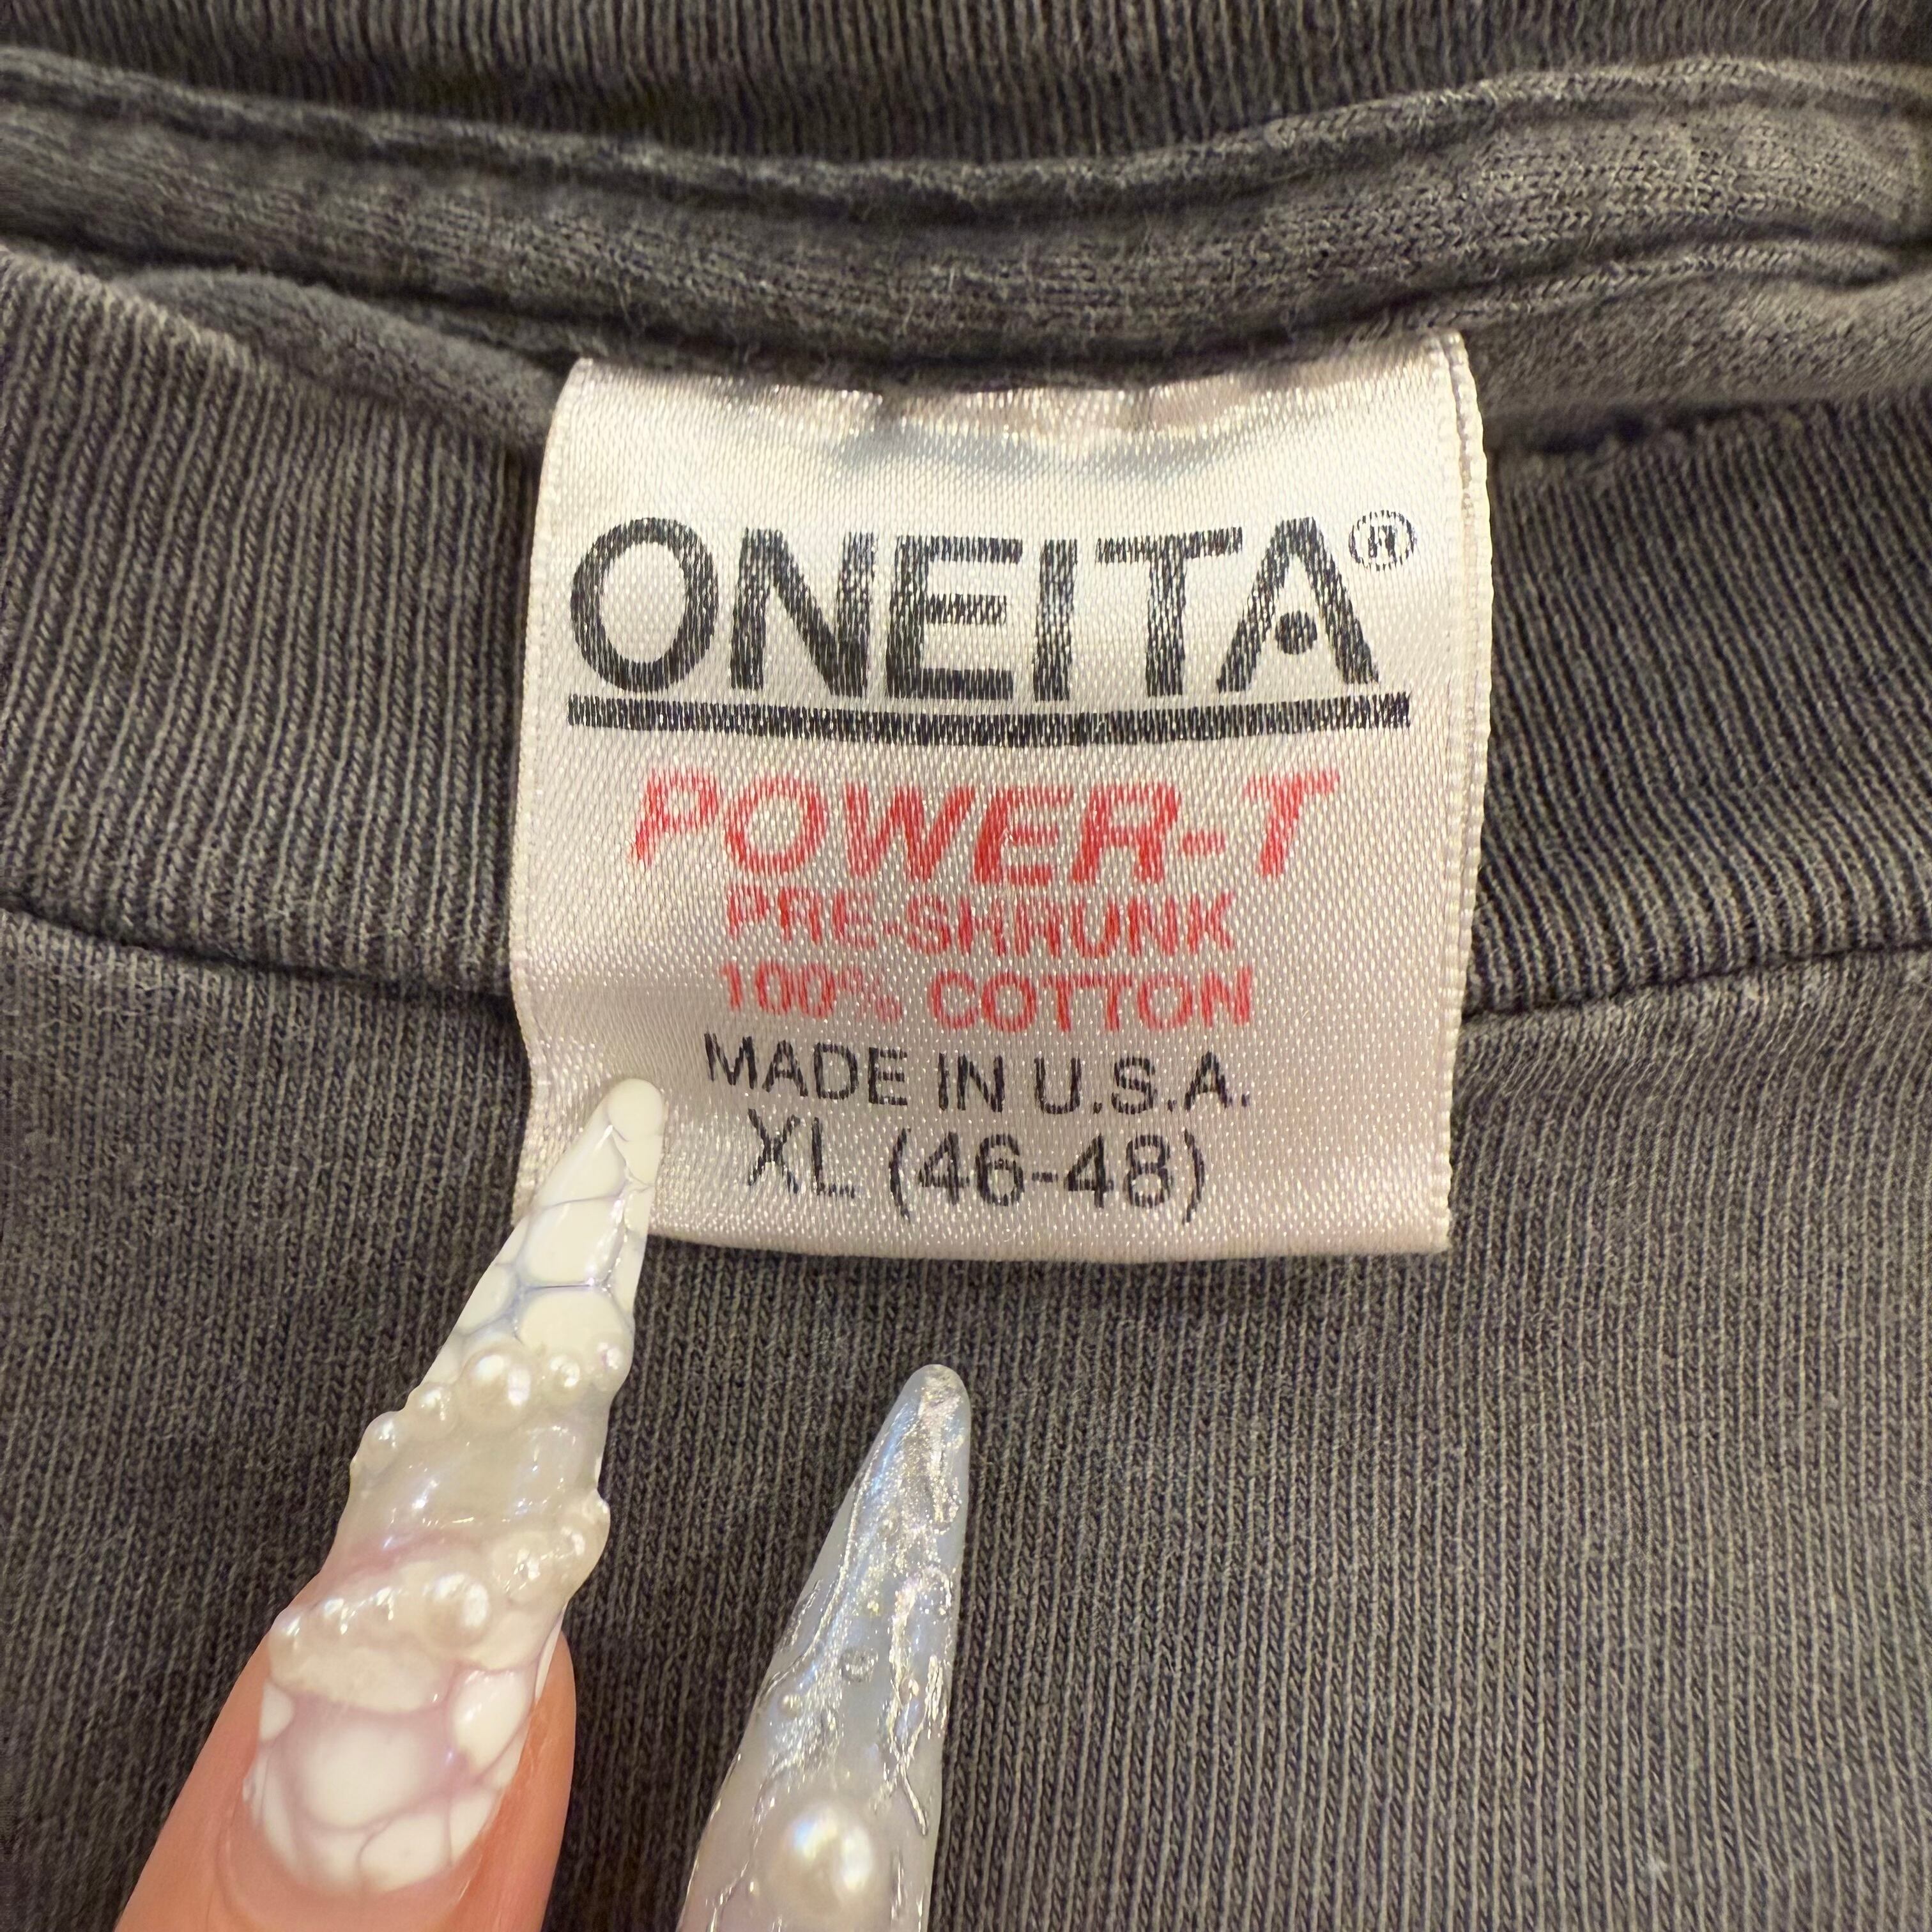 ONEITA®
POWER-T
PRE-SHRUNK
100% COTTON
MADE IN U.S.A.
XL (46-48)